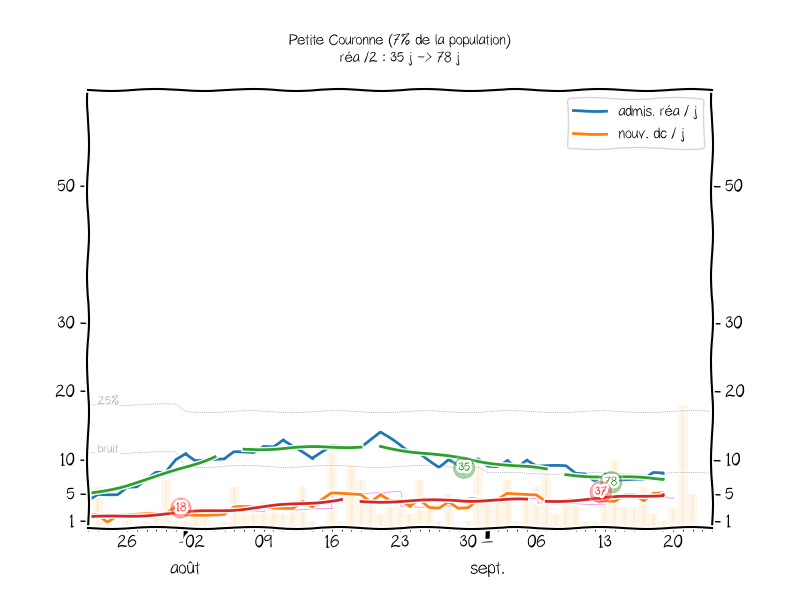 Petite Couronne (7% de la population)
réa /2 : 35 j -> 78 j
admis. réa / j
nouv. dc / j
50 50
30 30
20 20
25%
bruit
10 10
35
78
37
5 5
18
1 1
26 02 09 16 23 30 06 13 20
août sept.